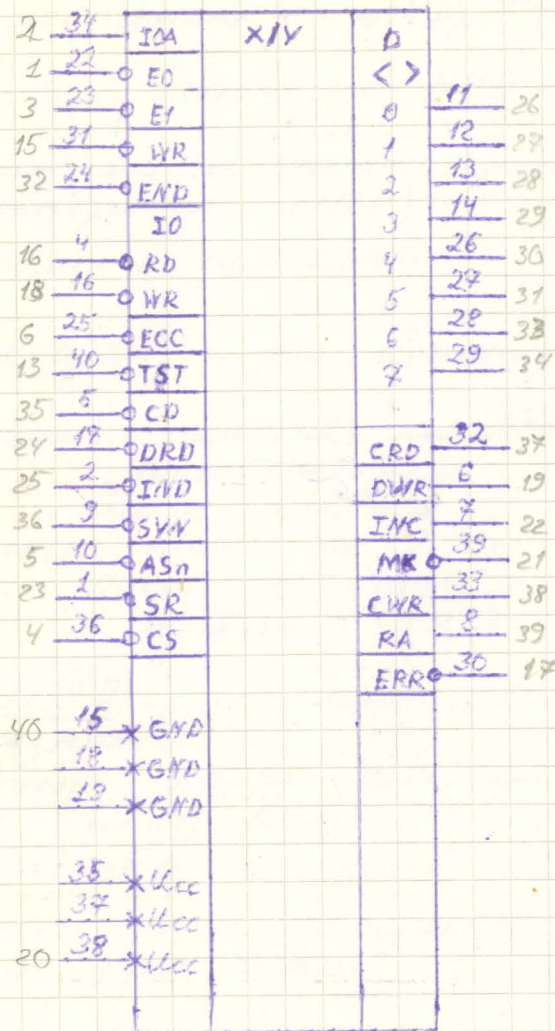 2 34 IOA X/Y D
1 22 E0 < >
3 23 E1 0 11 26
15 31 WR 1 12 27
32 24 END 2 13 28
IO 3 14 29
16 4 RD 4 26 30
18 16 WR 5 27 31
6 25 ECC 6 28 33
13 40 TST 7 29 34
35 5 CD
24 17 DRD CRD 32 37
25 2 IND DWR 6 19
36 9 SYN INC 7 22
5 10 ASn MK 39 21
23 1 SR CWR 33 38
4 36 CS RA 8 39
ERR 30 17
40 15 GND
18 GND
19 GND
35 Ucc
37 Ucc
20 38 Ucc